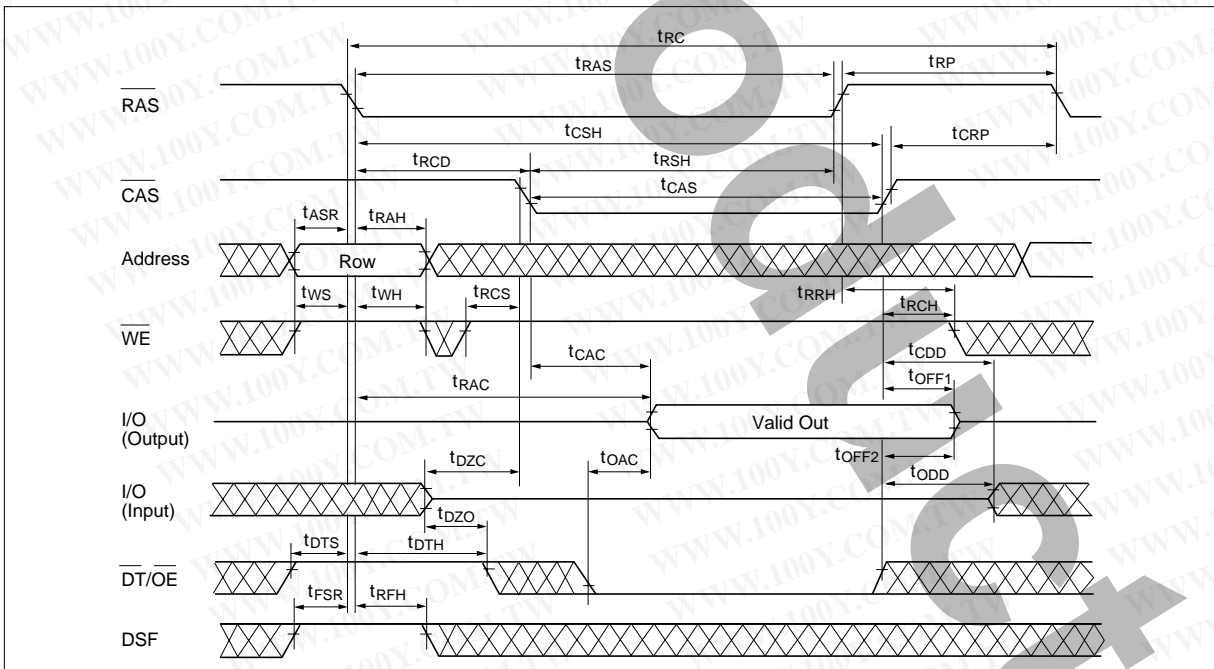 WWW.100Y.COM.TW
tRC
tRAS
tRP
RAS
tCSH
tCRP
tRCD
tRSH
CAS
tCAS
tASR
tRAH
Address
Row
tRRH
tWS
tWH
tRCS
tRCH
WE
tCAC
tCDD
tRAC
tOFF1
I/O
(Output)
Valid Out
tDZC
tOAC
tOFF2
tODD
I/O
(Input)
tDZO
tDTS
tDTH
DT/OE
tFSR
tRFH
DSF